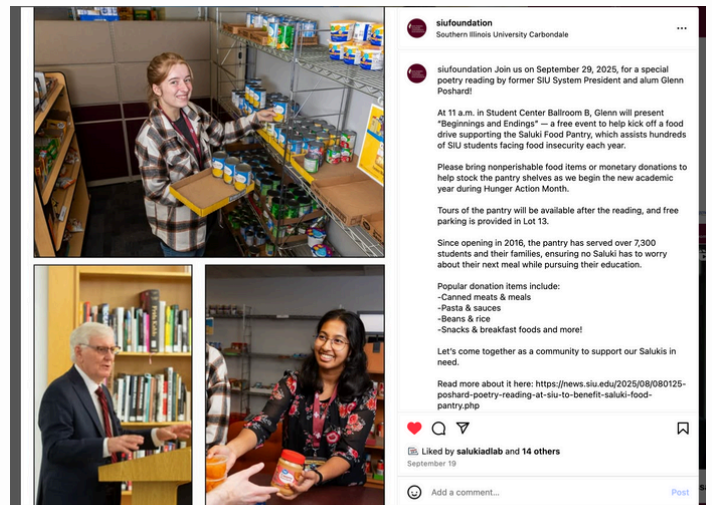 siufoundation
Southern Illinois University Carbondale
siufoundation Join us on September 29, 2025, for a special
poetry reading by former SIU System President and alum Glenn
Poshard!
At 11 a.m. in Student Center Ballroom B, Glenn will present
“Beginnings and Endings” — a free event to help kick off a food
drive supporting the Saluki Food Pantry, which assists hundreds
of SIU students facing food insecurity each year.
Please bring nonperishable food items or monetary donations to
help stock the pantry shelves as we begin the new academic
year during Hunger Action Month.
Tours of the pantry will be available after the reading, and free
parking is provided in Lot 13.
Since opening in 2016, the pantry has served over 7,300
students and their families, ensuring no Saluki has to worry
about their next meal while pursuing their education.
Popular donation items include:
-Canned meats & meals
-Pasta & sauces
-Beans & rice
-Snacks & breakfast foods and more!
Let's come together as a community to support our Salukis in
need.
Read more about it here: https://news.siu.edu/2025/08/080125-
poshard-poetry-reading-at-siu-to-benefit-saluki-food-
pantry.php
Liked by salukiadlab and 14 others
September 19
Add a comment...
Post